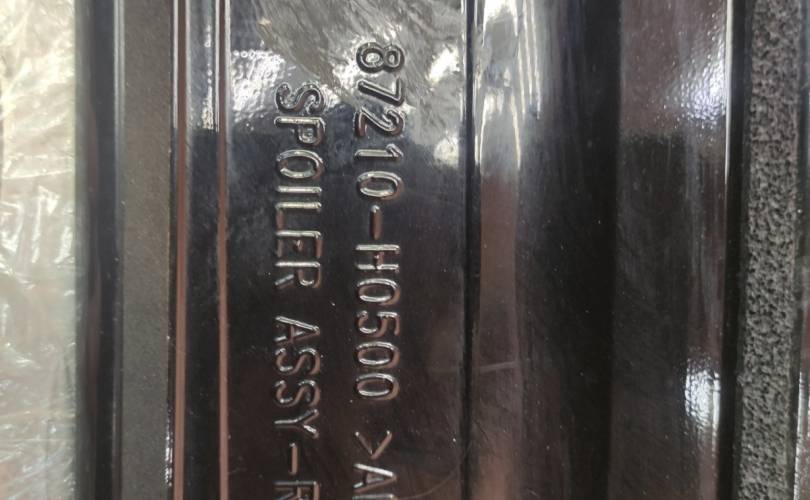 87210-H0500 >A
SPOILER ASSY-R